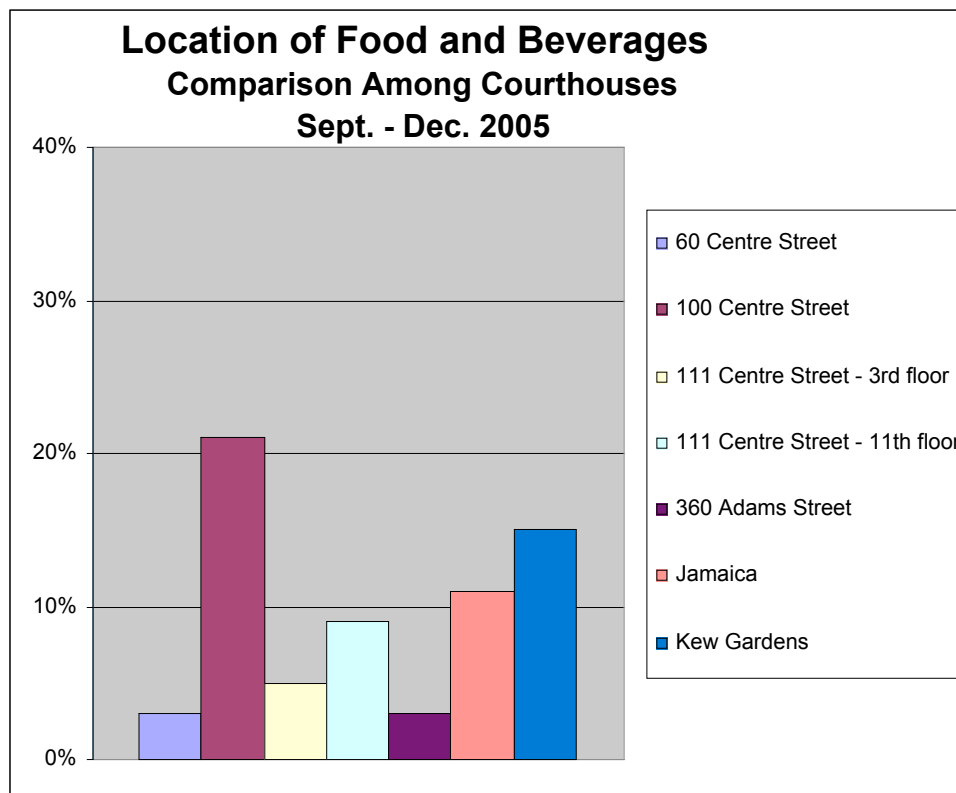 Location of Food and Beverages
Comparison Among Courthouses
Sept. - Dec. 2005
40%
30%
20%
10%
0%
60 Centre Street
100 Centre Street
111 Centre Street - 3rd floor
111 Centre Street - 11th floor
360 Adams Street
Jamaica
Kew Gardens